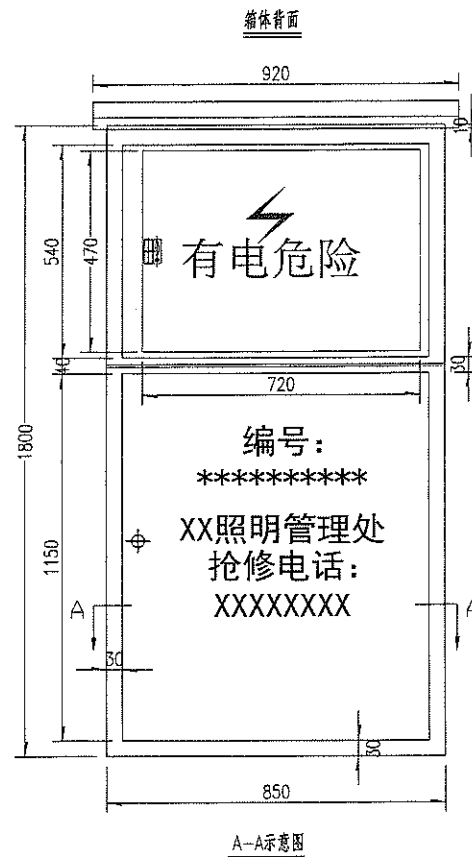 箱体背面
920
10
540
470
有电危险
40
30
720
1800
编号:
**********
1150
XX照明管理处
抢修电话:
XXXXXXXX
A
A
30
30
850
A-A示意图